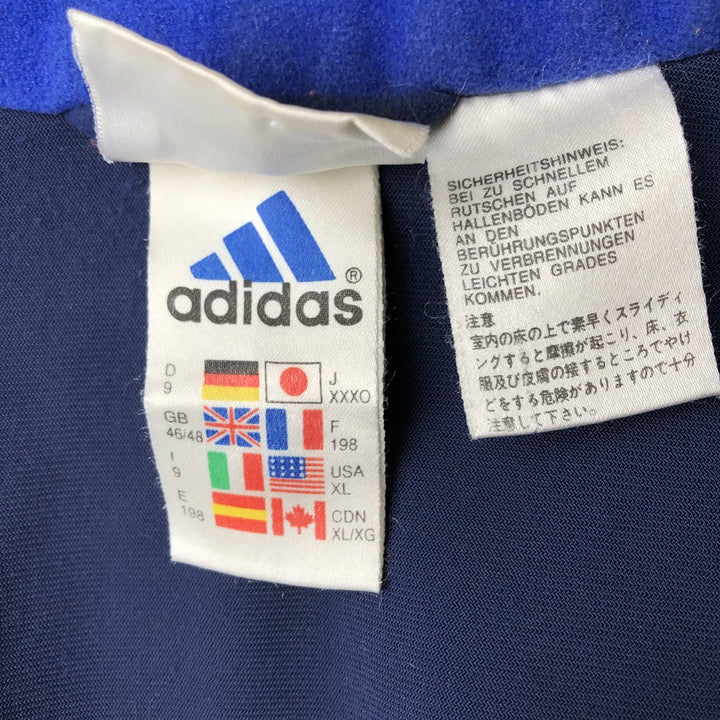 adidas®
D
9
J
XXXO
GB
46/48
F
198
I
9
USA
XL
E
198
CDN
XL/XG
SICHERHEITSHINWEIS:
BEI ZU SCHNELLEM
RUTSCHEN AUF
HALLENBÖDEN KANN ES
AN DEN
BERÜHRUNGSPUNKTEN
ZU VERBRENNUNGEN
LEICHTEN GRADES
KOMMEN.
注意
室内の床の上で素早くスライディ
ングすると摩擦が起こり、床、衣
服及び皮膚の接するところでやけ
どをする危険がありますので十分
注意して下さい。